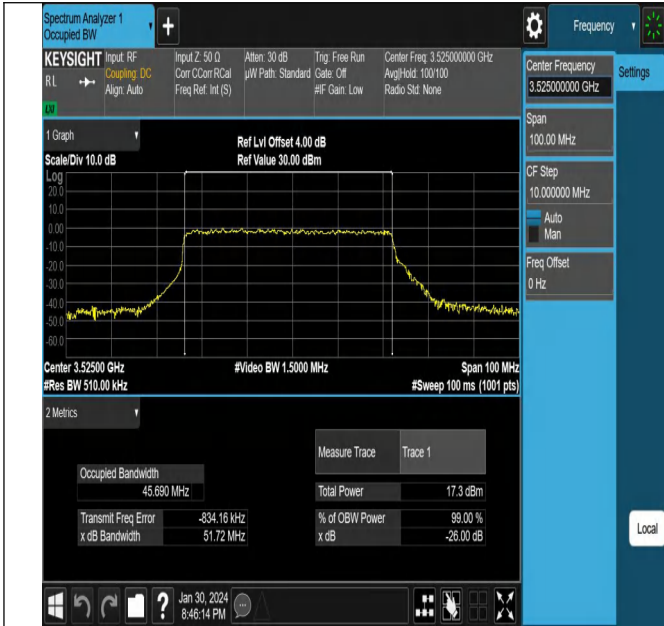 Spectrum Analyzer 1
Occupied BW
Frequency
KEYSIGHT
RL
LXI
Input: RF
Coupling: DC
Align: Auto
Input Z: 50 Ω
Corr CCorr RCal
Freq Ref: Int (S)
Atten: 30 dB
µW Path: Standard
Trig: Free Run
Gate: Off
#IF Gain: Low
Center Freq: 3.525000000 GHz
Avg|Hold: 100/100
Radio Std: None
Center Frequency
3.525000000 GHz
Settings
Span
100.00 MHz
CF Step
10.000000 MHz
Auto
Man
Freq Offset
0 Hz
Local
1 Graph
Scale/Div 10.0 dB
Ref Lvl Offset 4.00 dB
Ref Value 30.00 dBm
Log
20.0
10.0
0.00
-10.0
-20.0
-30.0
-40.0
-50.0
-60.0
Center 3.52500 GHz
#Video BW 1.5000 MHz
Span 100 MHz
#Res BW 510.00 kHz
#Sweep 100 ms (1001 pts)
2 Metrics
Measure Trace Trace 1
Occupied Bandwidth
45.690 MHz
Total Power 17.3 dBm
Transmit Freq Error -834.16 kHz
% of OBW Power 99.00 %
x dB Bandwidth 51.72 MHz
x dB -26.00 dB
Jan 30, 2024
8:46:14 PM